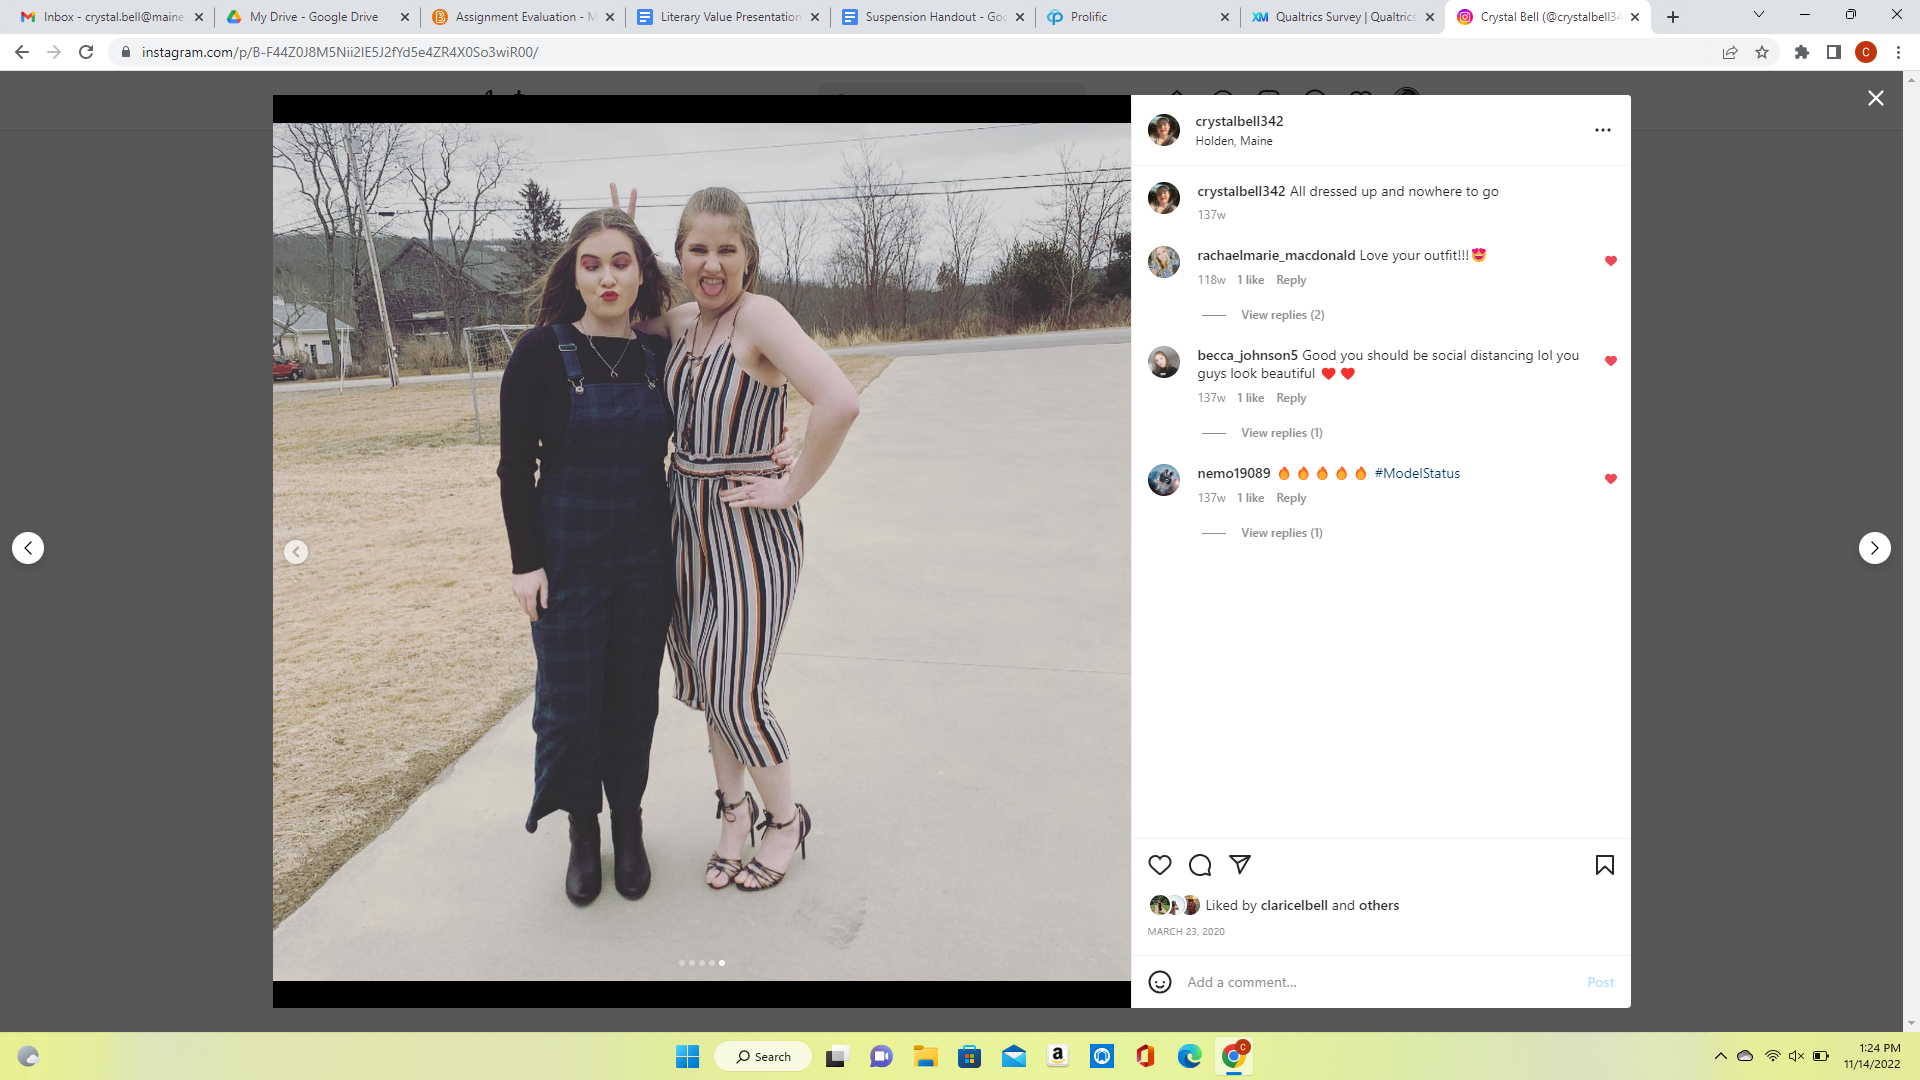 Inbox - crystal.bell@maine
My Drive - Google Drive
Assignment Evaluation - M
Literary Value Presentation
Suspension Handout - Goo
Prolific
Qualtrics Survey | Qualtrics
Crystal Bell (@crystalbell34
instagram.com/p/B-F44Z0J8M5Nii2lE5J2fYd5e4ZR4X0So3wiR00/
C
crystalbell342
Holden, Maine
crystalbell342 All dressed up and nowhere to go
137w
rachaelmarie_macdonald Love your outfit!!!😍
118w 1 like Reply
View replies (2)
becca_johnson5 Good you should be social distancing lol you
guys look beautiful ♥️ ♥️
137w 1 like Reply
View replies (1)
nemo19089 🔥 🔥 🔥 🔥 🔥 #ModelStatus
137w 1 like Reply
View replies (1)
Liked by claricelbell and others
MARCH 23, 2020
Add a comment...
Post
Search
a
C
1:24 PM
11/14/2022